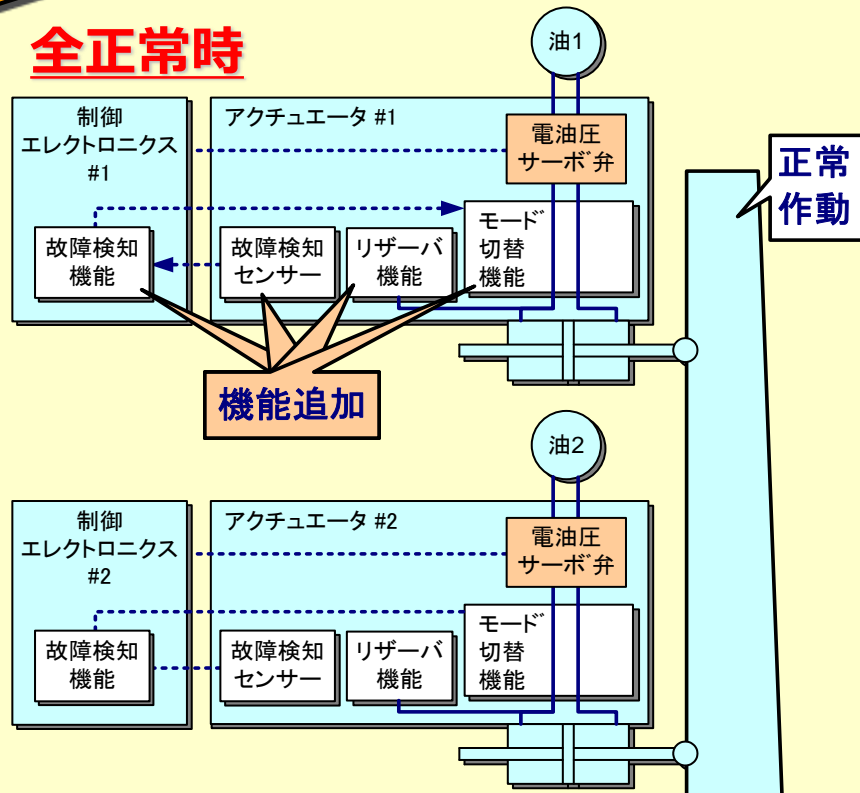 全正常時
油1
制御
エレクトロニクス
#1
アクチュエータ #1
電油圧
サーボ弁
正常
作動
故障検知
機能
故障検知
センサー
リザーバ
機能
モード
切替
機能
機能追加
油2
制御
エレクトロニクス
#2
アクチュエータ #2
電油圧
サーボ弁
故障検知
機能
故障検知
センサー
リザーバ
機能
モード
切替
機能